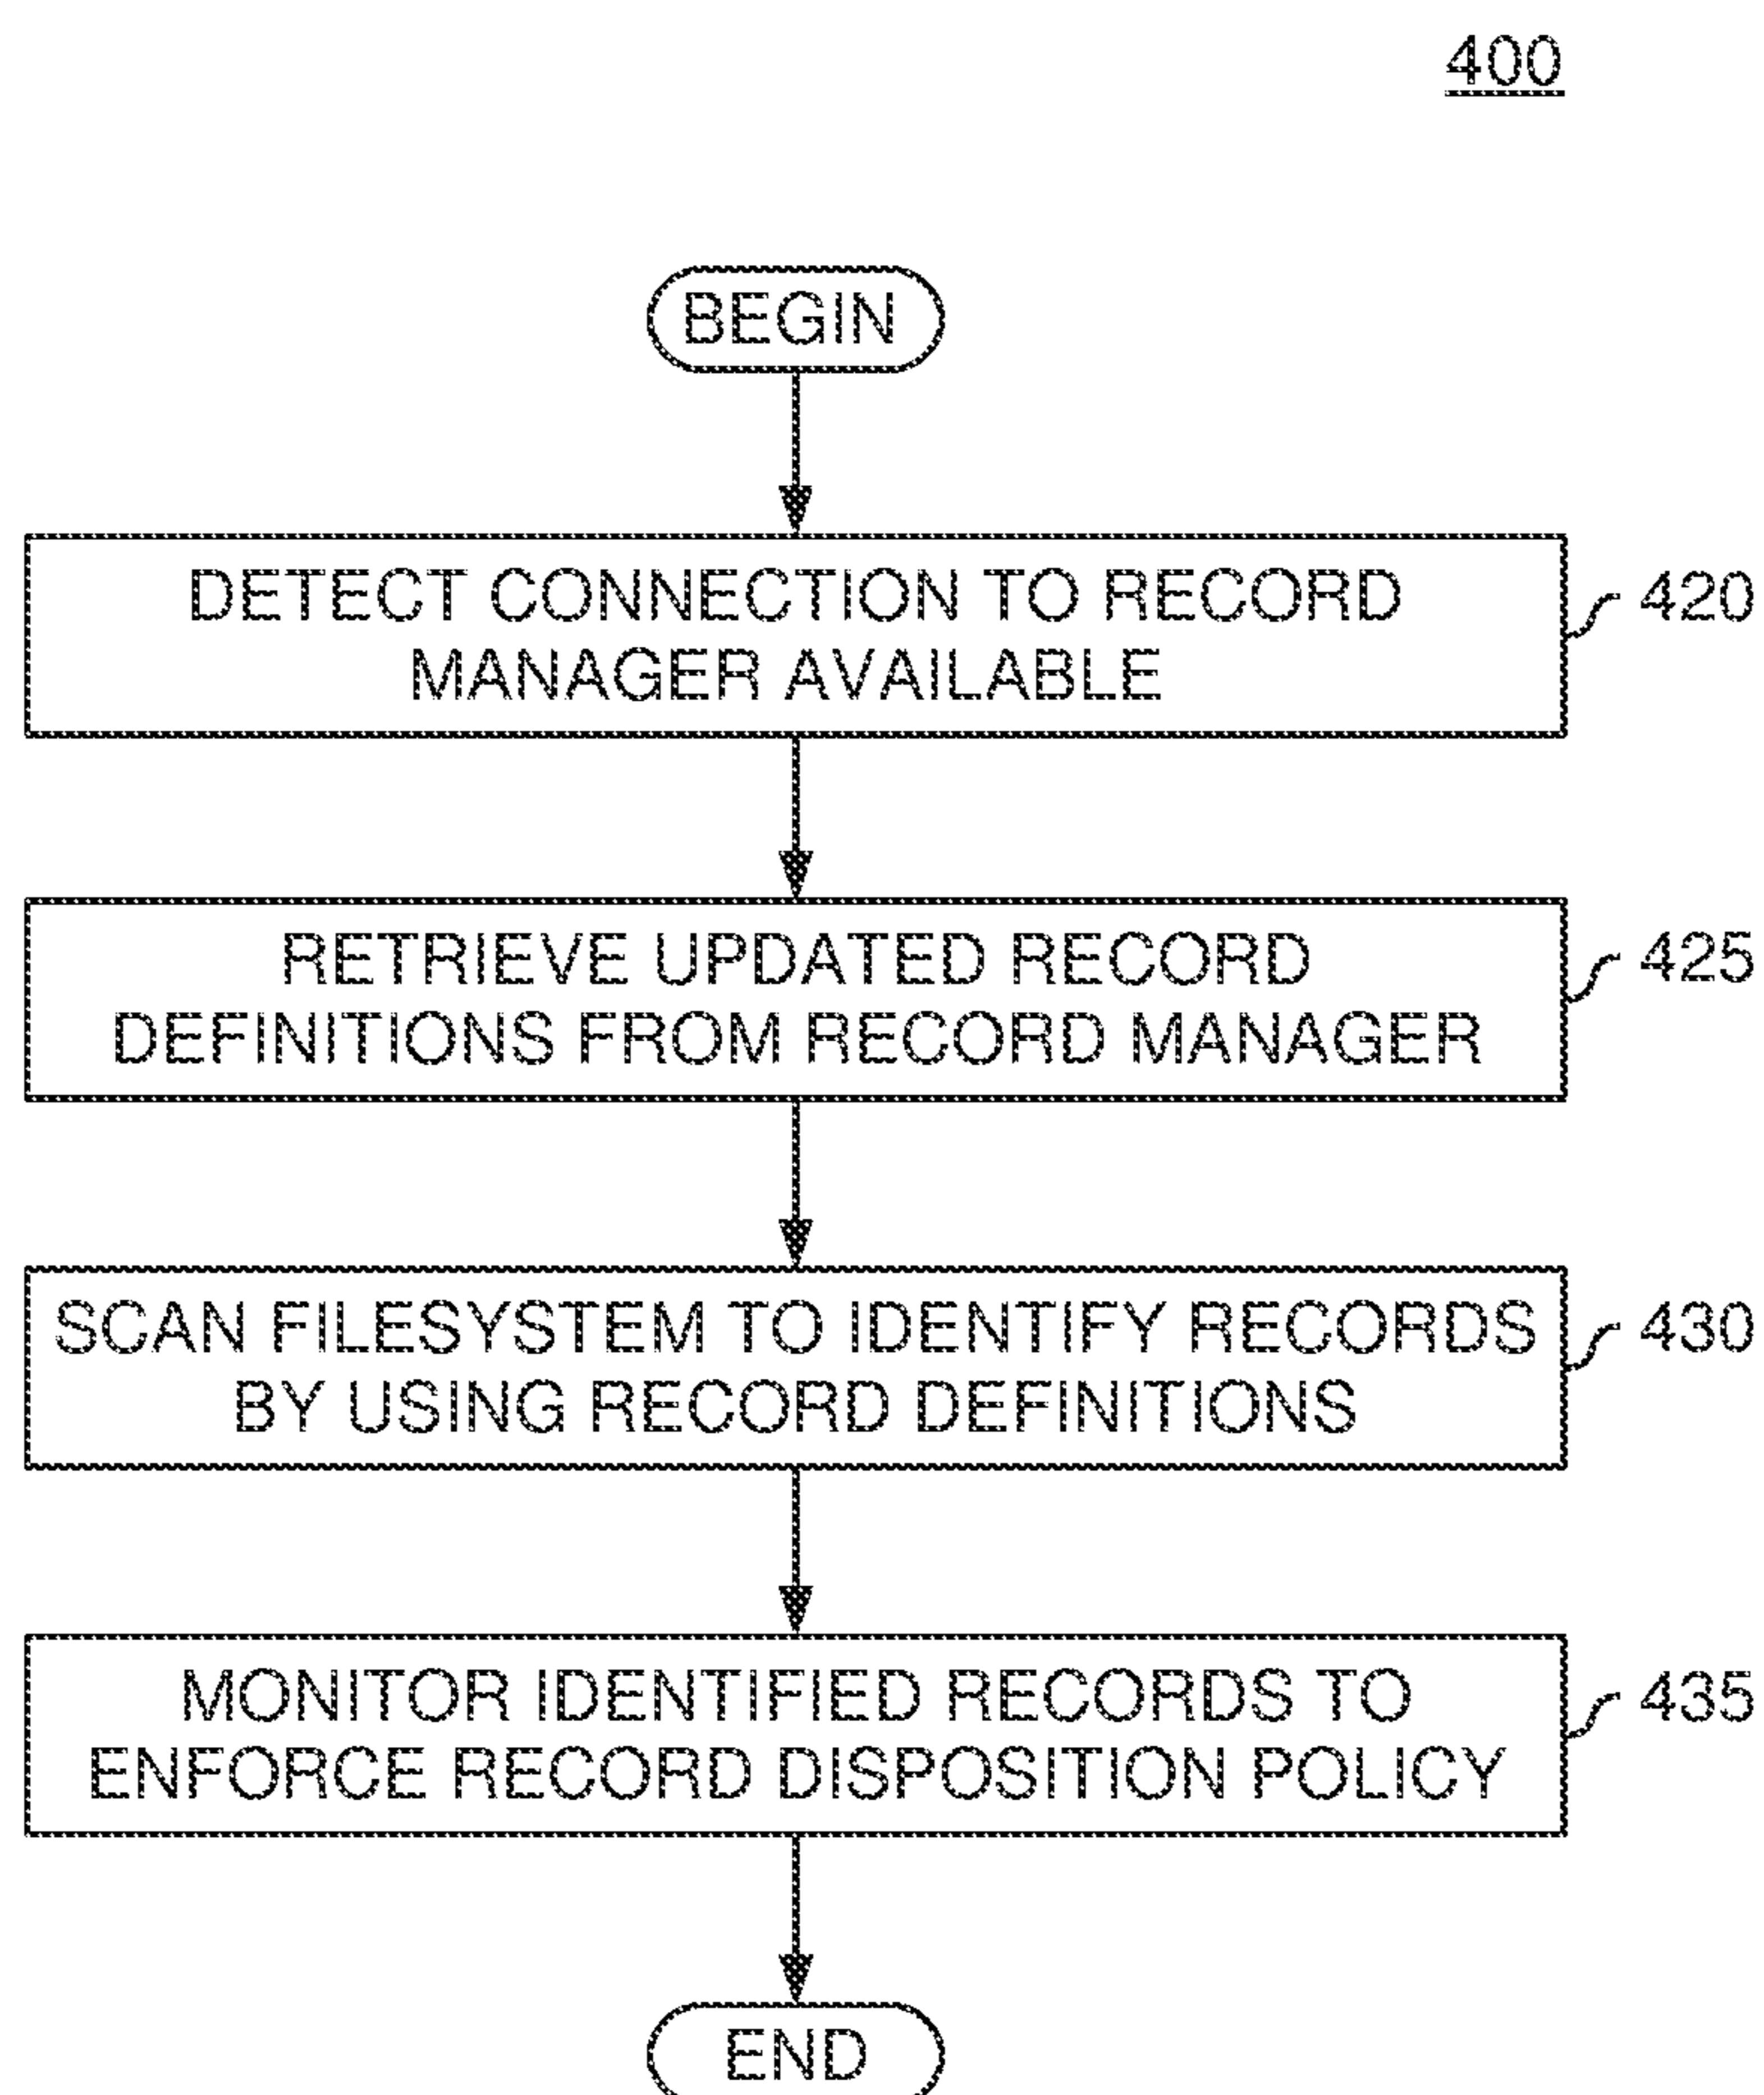 400
BEGIN
DETECT CONNECTION TO RECORD
MANAGER AVAILABLE
420
RETRIEVE UPDATED RECORD
DEFINITIONS FROM RECORD MANAGER
425
SCAN FILESYSTEM TO IDENTIFY RECORDS
BY USING RECORD DEFINITIONS
430
MONITOR IDENTIFIED RECORDS TO
ENFORCE RECORD DISPOSITION POLICY
435
END